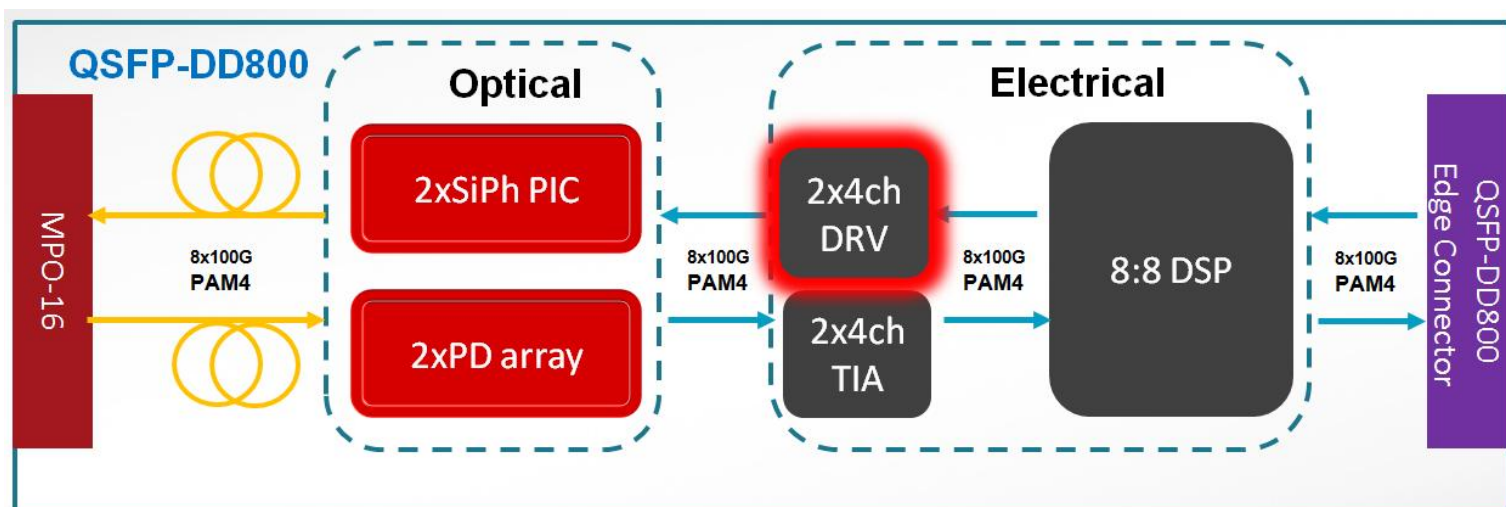 QSFP-DD800
Optical
Electrical
MPO-16
8x100G
PAM4
2xSiPh PIC
2xPD array
8x100G
PAM4
2x4ch
DRV
2x4ch
TIA
8x100G
PAM4
8:8 DSP
8x100G
PAM4
QSFP-DD800
Edge Connector